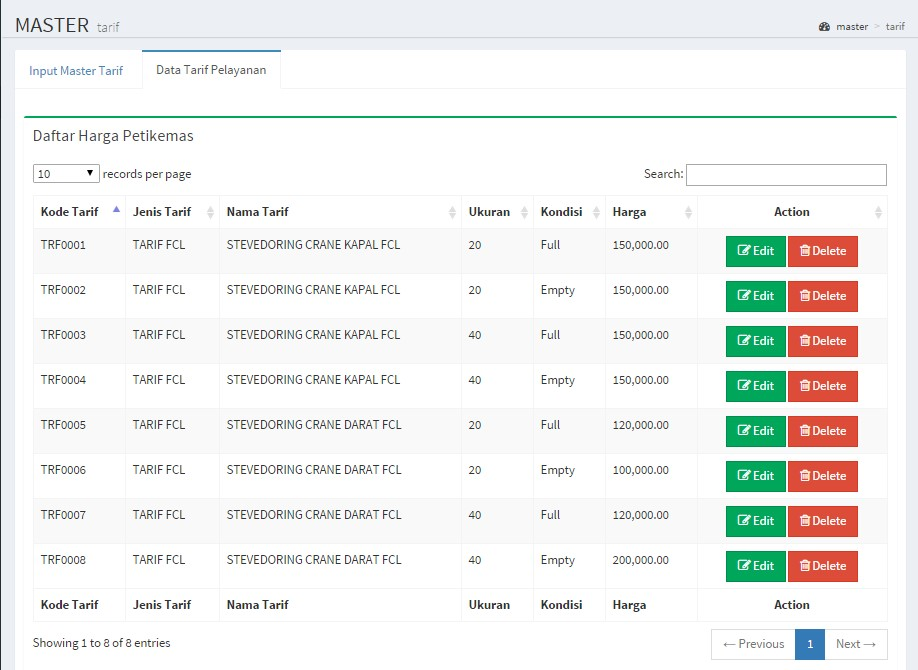 MASTER tarif
master > tarif
Input Master Tarif
Data Tarif Pelayanan
Daftar Harga Petikemas
10 records per page
Search:
Kode Tarif Jenis Tarif Nama Tarif Ukuran Kondisi Harga Action
TRF0001 TARIF FCL STEVEDORING CRANE KAPAL FCL 20 Full 150,000.00 Edit Delete
TRF0002 TARIF FCL STEVEDORING CRANE KAPAL FCL 20 Empty 150,000.00 Edit Delete
TRF0003 TARIF FCL STEVEDORING CRANE KAPAL FCL 40 Full 150,000.00 Edit Delete
TRF0004 TARIF FCL STEVEDORING CRANE KAPAL FCL 40 Empty 150,000.00 Edit Delete
TRF0005 TARIF FCL STEVEDORING CRANE DARAT FCL 20 Full 120,000.00 Edit Delete
TRF0006 TARIF FCL STEVEDORING CRANE DARAT FCL 20 Empty 100,000.00 Edit Delete
TRF0007 TARIF FCL STEVEDORING CRANE DARAT FCL 40 Full 120,000.00 Edit Delete
TRF0008 TARIF FCL STEVEDORING CRANE DARAT FCL 40 Empty 200,000.00 Edit Delete
Kode Tarif Jenis Tarif Nama Tarif Ukuran Kondisi Harga Action
Showing 1 to 8 of 8 entries
← Previous 1 Next →